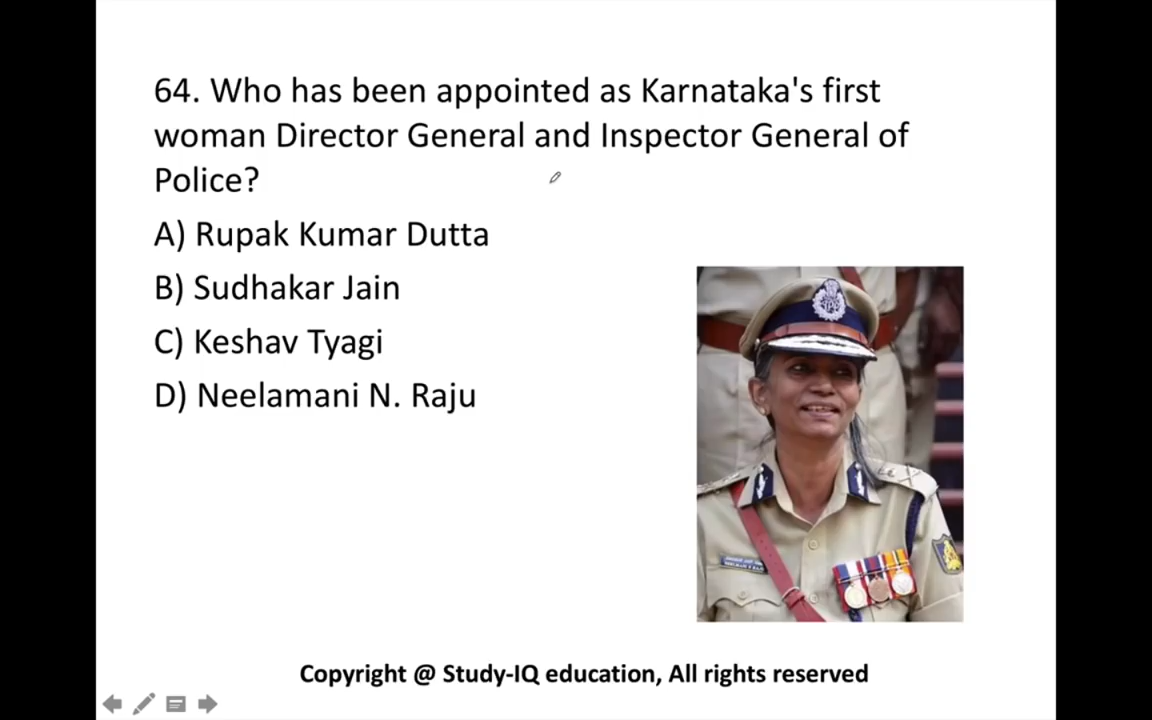 64. Who has been appointed as Karnataka's first
woman Director General and Inspector General of
Police?
A) Rupak Kumar Dutta
B) Sudhakar Jain
C) Keshav Tyagi
D) Neelamani N. Raju
Copyright @ Study-IQ education, All rights reserved